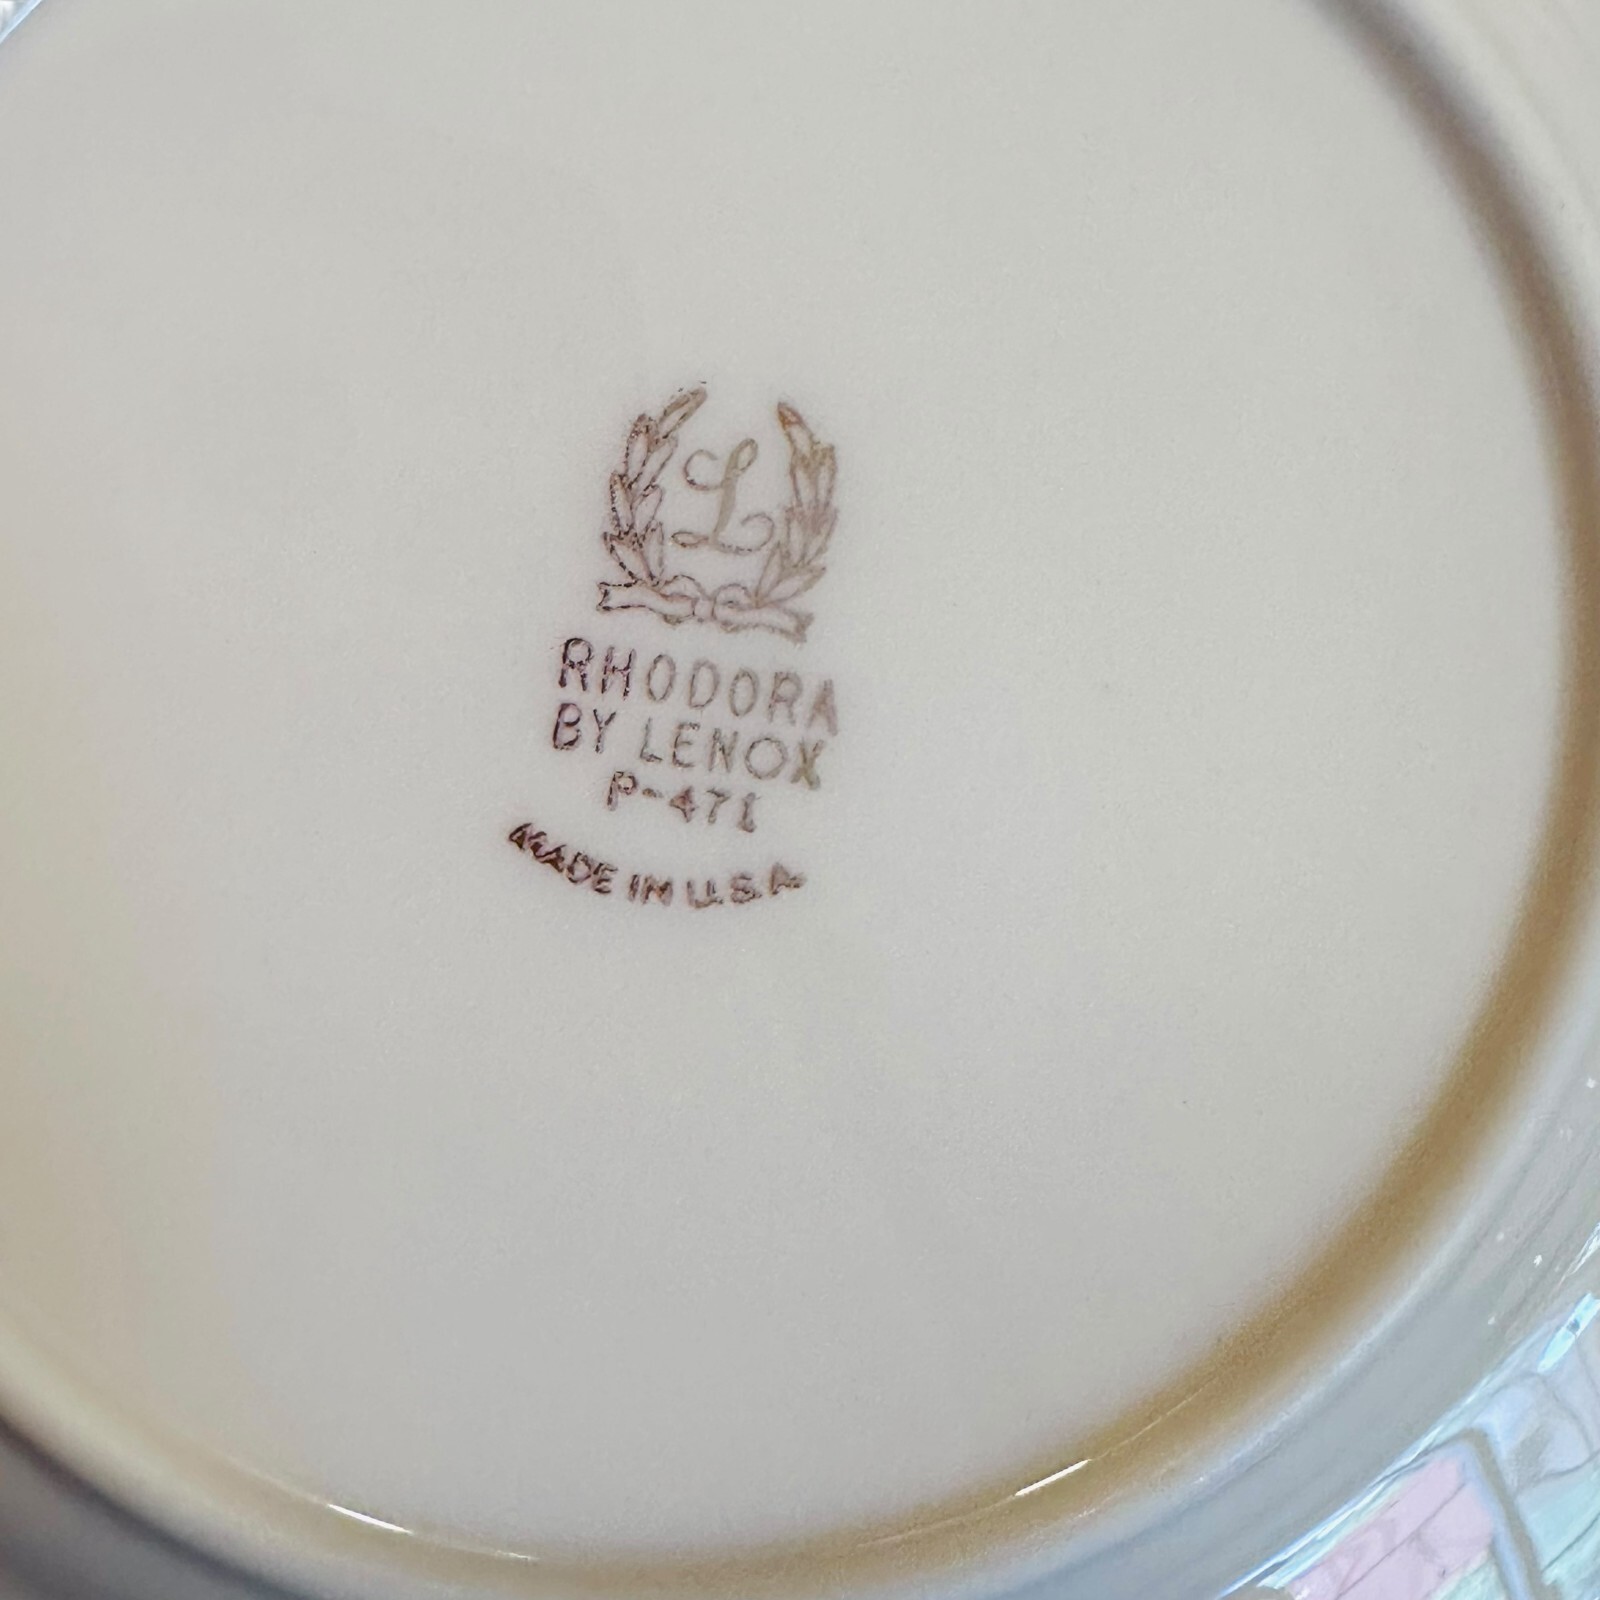 L
RHODORA
BY LENOX
P-471
MADE IN U.S.A